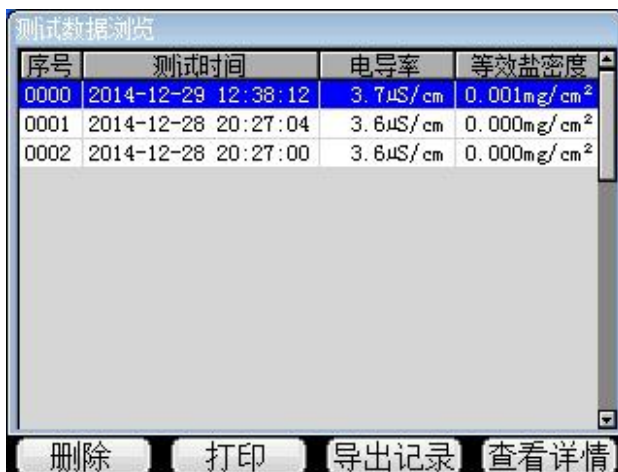 测试数据浏览
序号 测试时间 电导率 等效盐密度
0000 2014-12-29 12:38:12 3.7uS/cm 0.001mg/cm²
0001 2014-12-28 20:27:04 3.6uS/cm 0.000mg/cm²
0002 2014-12-28 20:27:00 3.6uS/cm 0.000mg/cm²
删除 打印 导出记录 查看详情